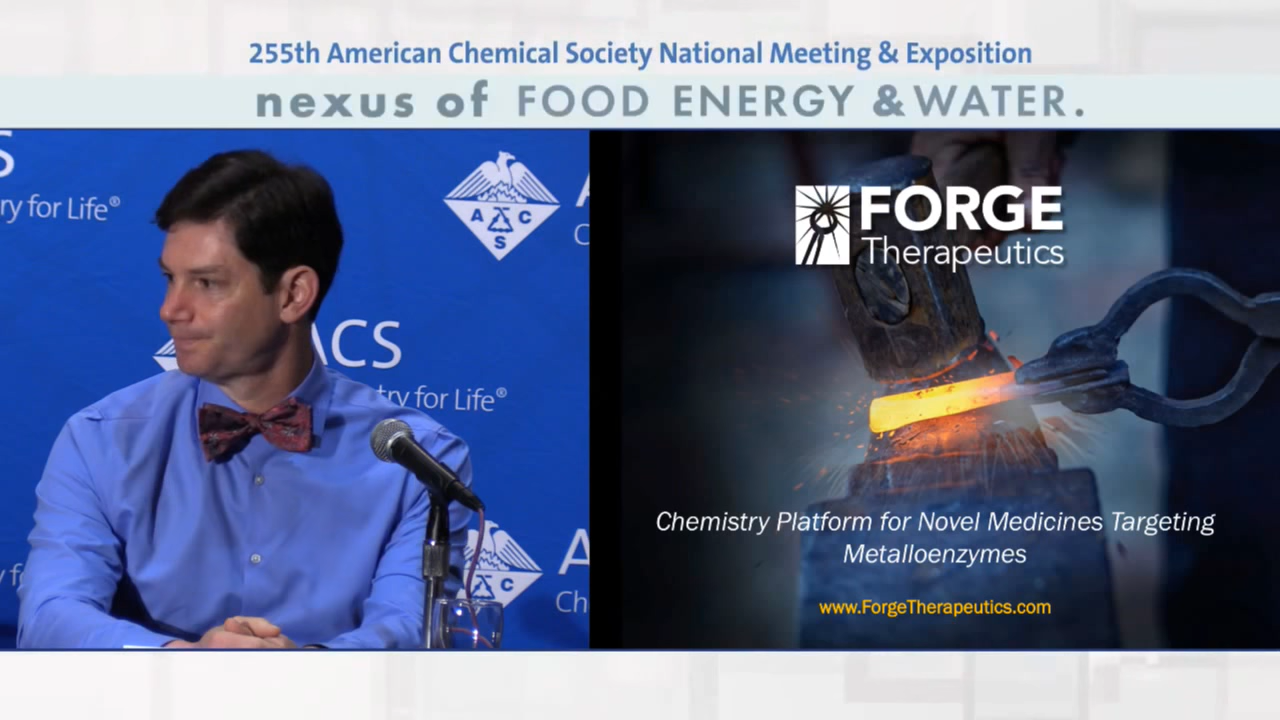 255th American Chemical Society National Meeting & Exposition
nexus of FOOD ENERGY & WATER.
S
ry for Life®
A C
S
A
C
ACS
try for Life®
FORGE
Therapeutics
Chemistry Platform for Novel Medicines Targeting
Metalloenzymes
www.ForgeTherapeutics.com
y f
A C
A
Ch